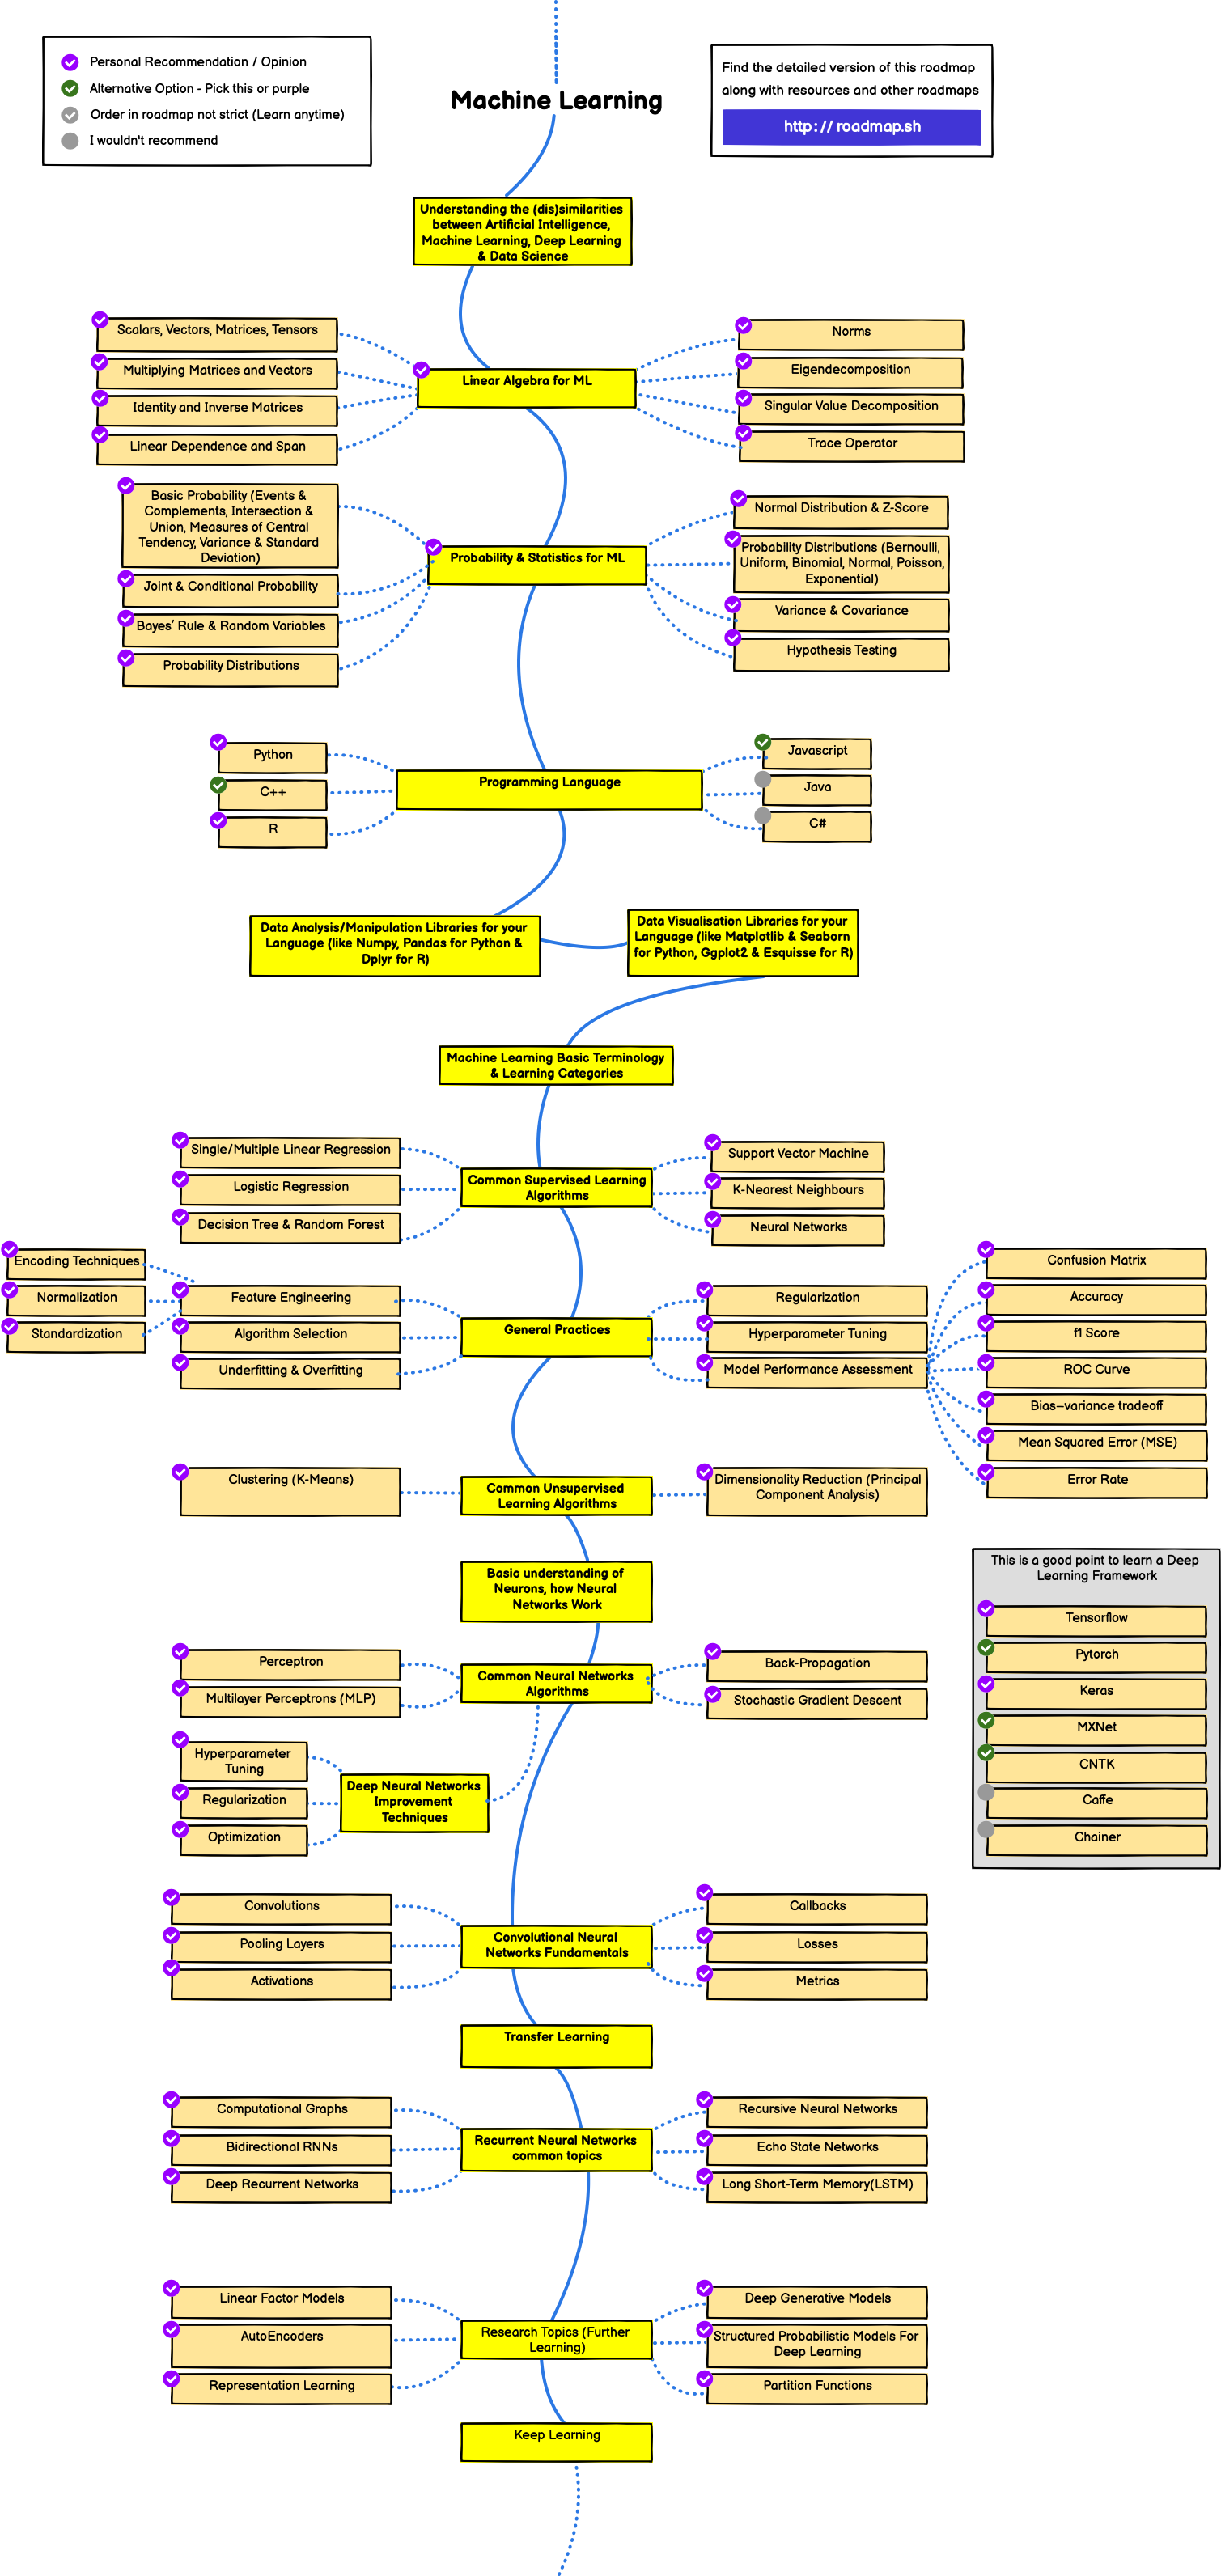 Personal Recommendation / Opinion
Alternative Option - Pick this or purple
Order in roadmap not strict (Learn anytime)
I wouldn't recommend
Find the detailed version of this roadmap
along with resources and other roadmaps
http://roadmap.sh
Machine Learning
Understanding the (dis)similarities
between Artificial Intelligence,
Machine Learning, Deep Learning
& Data Science
Scalars, Vectors, Matrices, Tensors
Multiplying Matrices and Vectors
Identity and Inverse Matrices
Linear Dependence and Span
Linear Algebra for ML
Norms
Eigendecomposition
Singular Value Decomposition
Trace Operator
Basic Probability (Events &
Complements, Intersection &
Union, Measures of Central
Tendency, Variance & Standard
Deviation)
Joint & Conditional Probability
Bayes' Rule & Random Variables
Probability Distributions
Probability & Statistics for ML
Normal Distribution & Z-Score
Probability Distributions (Bernoulli,
Uniform, Binomial, Normal, Poisson,
Exponential)
Variance & Covariance
Hypothesis Testing
Python
C++
R
Programming Language
Javascript
Java
C#
Data Analysis/Manipulation Libraries for your
Language (like Numpy, Pandas for Python &
Dplyr for R)
Data Visualisation Libraries for your
Language (like Matplotlib & Seaborn
for Python, Ggplot2 & Esquisse for R)
Machine Learning Basic Terminology
& Learning Categories
Single/Multiple Linear Regression
Logistic Regression
Decision Tree & Random Forest
Common Supervised Learning
Algorithms
Support Vector Machine
K-Nearest Neighbours
Neural Networks
Encoding Techniques
Normalization
Standardization
Feature Engineering
Algorithm Selection
Underfitting & Overfitting
General Practices
Regularization
Hyperparameter Tuning
Model Performance Assessment
Confusion Matrix
Accuracy
f1 Score
ROC Curve
Bias–variance tradeoff
Mean Squared Error (MSE)
Error Rate
Clustering (K-Means)
Common Unsupervised
Learning Algorithms
Dimensionality Reduction (Principal
Component Analysis)
Basic understanding of
Neurons, how Neural
Networks Work
This is a good point to learn a Deep
Learning Framework
Tensorflow
Pytorch
Keras
MXNet
CNTK
Caffe
Chainer
Perceptron
Multilayer Perceptrons (MLP)
Common Neural Networks
Algorithms
Back-Propagation
Stochastic Gradient Descent
Hyperparameter
Tuning
Regularization
Optimization
Deep Neural Networks
Improvement
Techniques
Convolutions
Pooling Layers
Activations
Convolutional Neural
Networks Fundamentals
Callbacks
Losses
Metrics
Transfer Learning
Computational Graphs
Bidirectional RNNs
Deep Recurrent Networks
Recurrent Neural Networks
common topics
Recursive Neural Networks
Echo State Networks
Long Short-Term Memory(LSTM)
Linear Factor Models
AutoEncoders
Representation Learning
Research Topics (Further
Learning)
Deep Generative Models
Structured Probabilistic Models For
Deep Learning
Partition Functions
Keep Learning